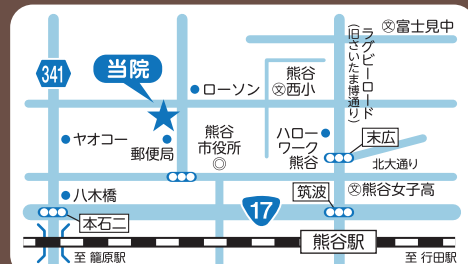 文富士見中
ラグビーロード
(旧さいたま博通り)
341
当院
ローソン
熊谷
文西小
ヤオコー
郵便局
熊谷
市役所
ハロー
ワーク
熊谷
末広
北大通り
八木橋
筑波
文熊谷女子高
本石二
17
熊谷駅
至 籠原駅
至 行田駅